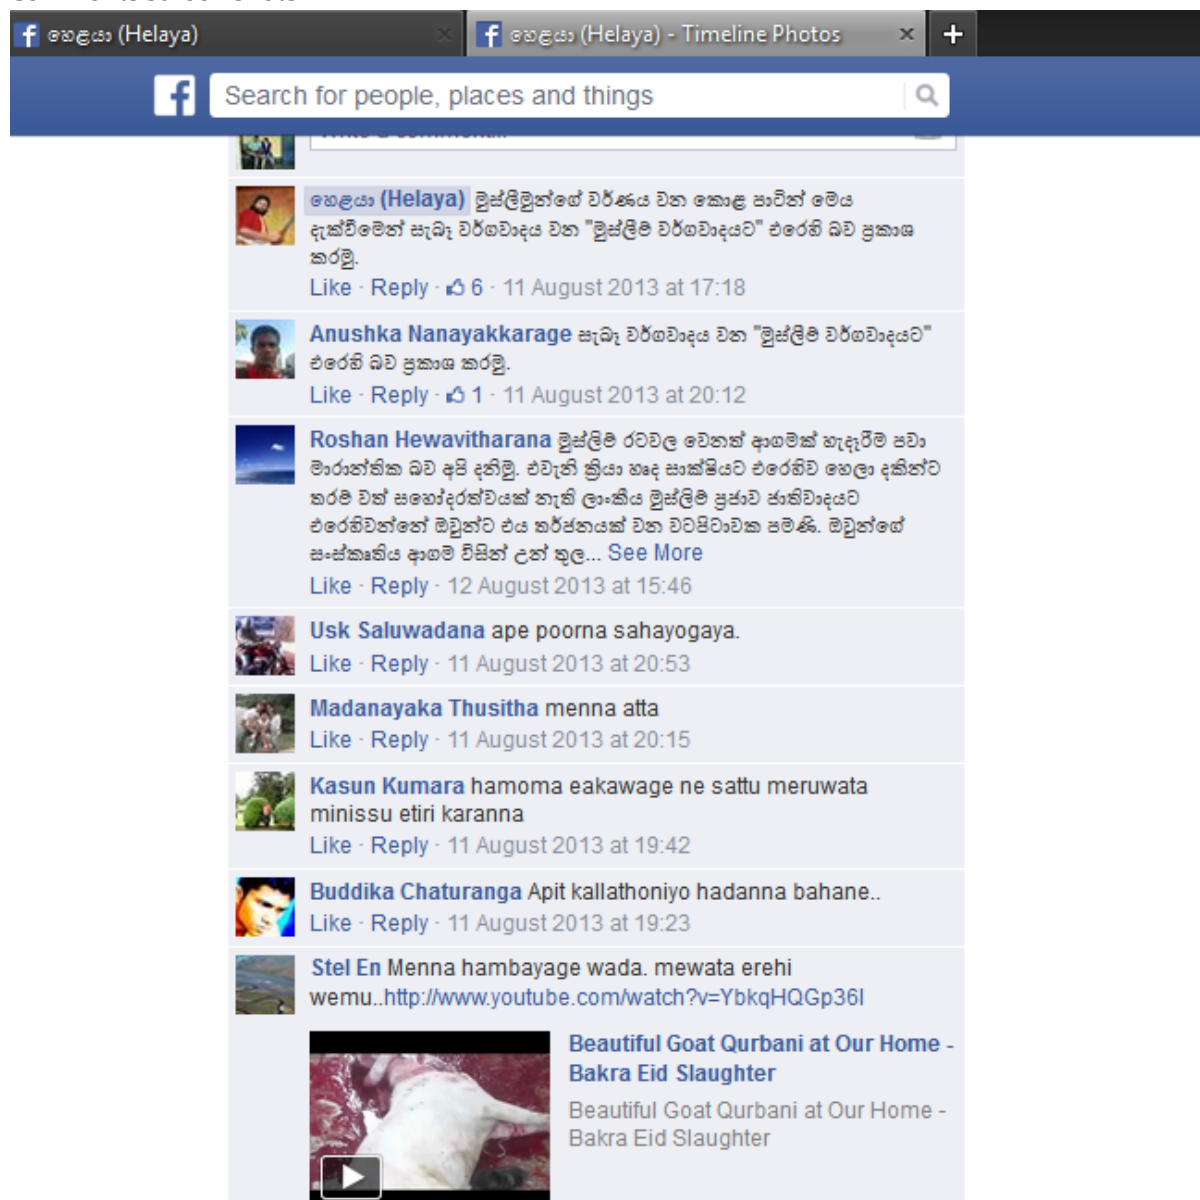 හෙළයා (Helaya)
හෙළයා (Helaya) - Timeline Photos
Search for people, places and things
හෙළයා (Helaya) මුස්ලීමුන්ගේ වර්ණය වන කොළ පාටින් මෙය
දැක්වීමෙන් සැබෑ වර්ගවාදය වන "මුස්ලීම් වර්ගවාදයට" එරෙහි බව ප්‍රකාශ
කරමු.
Like · Reply · 6 · 11 August 2013 at 17:18
Anushka Nanayakkarage සැබෑ වර්ගවාදය වන "මුස්ලීම් වර්ගවාදයට"
එරෙහි බව ප්‍රකාශ කරමු.
Like · Reply · 1 · 11 August 2013 at 20:12
Roshan Hewavitharana මුස්ලිම් රටවල වෙනත් ආගමක් හැදෑරීම පවා
මාරාන්තික බව අපි දනිමු. එවැනි ක්‍රියා හෘද සාක්ෂියට එරෙහිව හෙලා දකින්ට
තරම් වත් සහෝදරත්වයක් නැති ලාංකීය මුස්ලිම් ප්‍රජාව ජාතිවාදයට
එරෙහිවන්නේ ඔවුන්ට එය තර්ජනයක් වන වටපිටාවක පමණි. ඔවුන්ගේ
සංස්කෘතිය ආගම විසින් උන් තුල... See More
Like · Reply · 12 August 2013 at 15:46
Usk Saluwadana ape poorna sahayogaya.
Like · Reply · 11 August 2013 at 20:53
Madanayaka Thusitha menna atta
Like · Reply · 11 August 2013 at 20:15
Kasun Kumara hamoma eakawage ne sattu meruwata
minissu etiri karanna
Like · Reply · 11 August 2013 at 19:42
Buddika Chaturanga Apit kallathoniyo hadanna bahane..
Like · Reply · 11 August 2013 at 19:23
Stel En Menna hambayage wada. mewata erehi
wemu..http://www.youtube.com/watch?v=YbkqHQGp36I
Beautiful Goat Qurbani at Our Home -
Bakra Eid Slaughter
Beautiful Goat Qurbani at Our Home -
Bakra Eid Slaughter